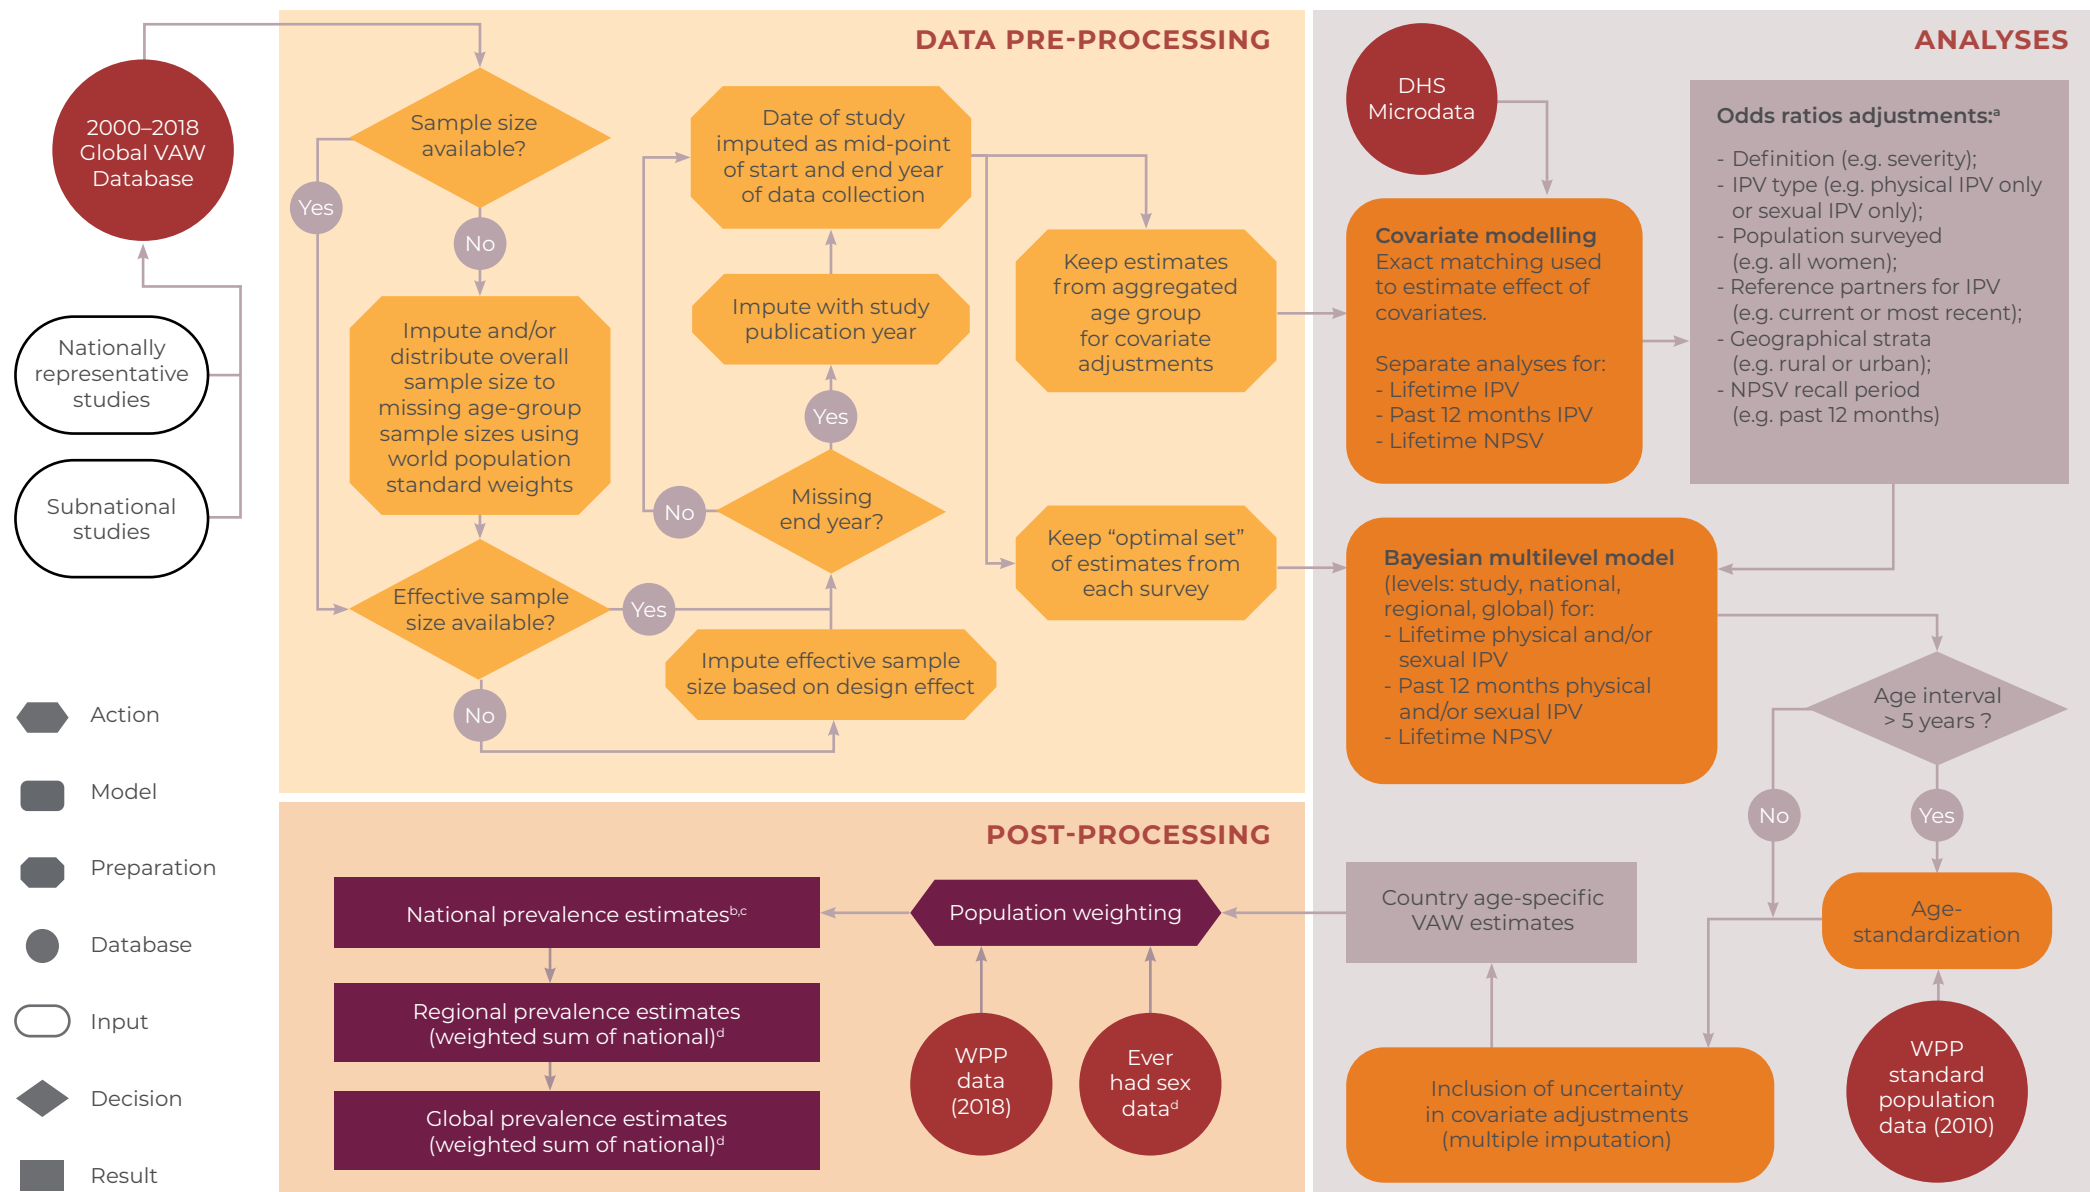 2000–2018
Global VAW
Database
Nationally
representative
studies
Subnational
studies
Action
Model
Preparation
Database
Input
Decision
Result
DATA PRE-PROCESSING
Sample size
available?
Yes
No
Impute and/or
distribute overall
sample size to
missing age-group
sample sizes using
world population
standard weights
Effective sample
size available?
Yes
No
Impute effective sample
size based on design effect
Missing
end year?
No
Yes
Impute with study
publication year
Date of study
imputed as mid-point
of start and end year
of data collection
Keep estimates
from aggregated
age group
for covariate
adjustments
Keep “optimal set”
of estimates from
each survey
ANALYSES
DHS
Microdata
Covariate modelling
Exact matching used
to estimate effect of
covariates.
Separate analyses for:
- Lifetime IPV
- Past 12 months IPV
- Lifetime NPSV
Odds ratios adjustments:ᵃ
- Definition (e.g. severity);
- IPV type (e.g. physical IPV only
or sexual IPV only);
- Population surveyed
(e.g. all women);
- Reference partners for IPV
(e.g. current or most recent);
- Geographical strata
(e.g. rural or urban);
- NPSV recall period
(e.g. past 12 months)
Bayesian multilevel model
(levels: study, national,
regional, global) for:
- Lifetime physical and/or
sexual IPV
- Past 12 months physical
and/or sexual IPV
- Lifetime NPSV
Age interval
> 5 years ?
No
Yes
Age-
standardization
WPP
standard
population
data (2010)
Inclusion of uncertainty
in covariate adjustments
(multiple imputation)
Country age-specific
VAW estimates
POST-PROCESSING
Population weighting
WPP
data
(2018)
Ever
had sex
dataᵈ
National prevalence estimatesᵇ,ᶜ
Regional prevalence estimates
(weighted sum of national)ᵈ
Global prevalence estimates
(weighted sum of national)ᵈ